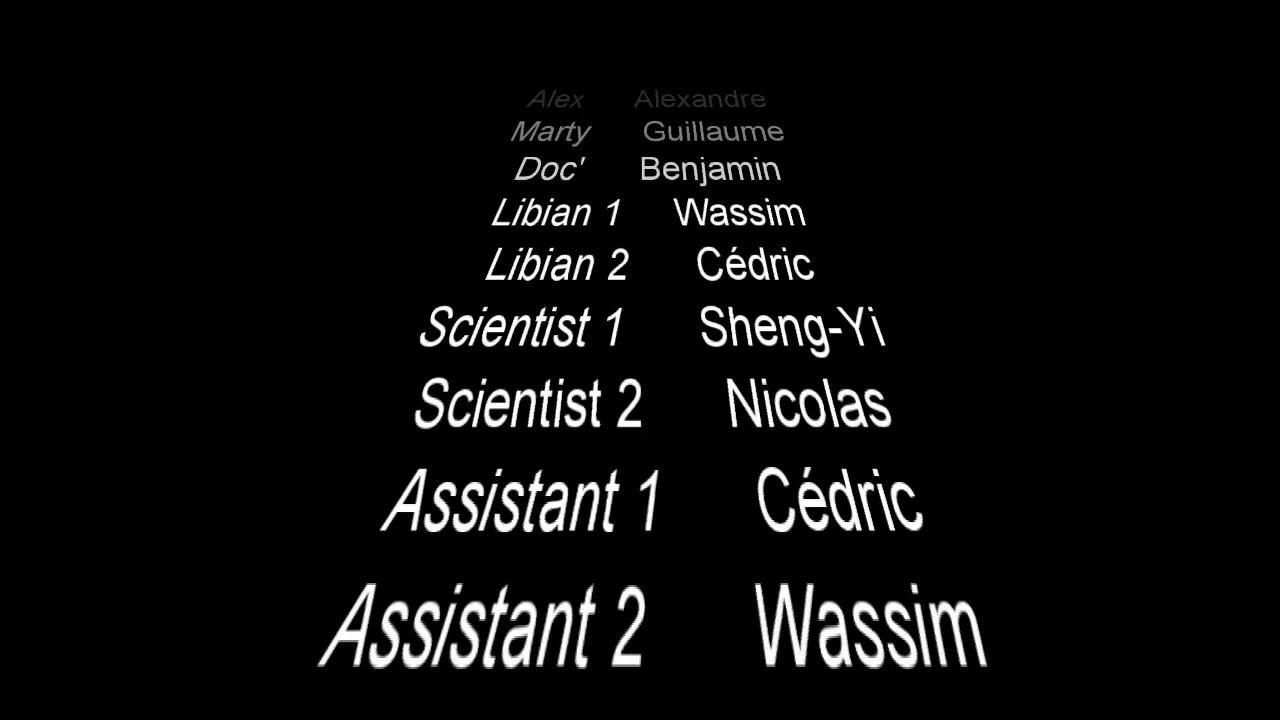 Alex Alexandre
Marty Guillaume
Doc' Benjamin
Libian 1 Wassim
Libian 2 Cédric
Scientist 1 Sheng-Yi
Scientist 2 Nicolas
Assistant 1 Cédric
Assistant 2 Wassim